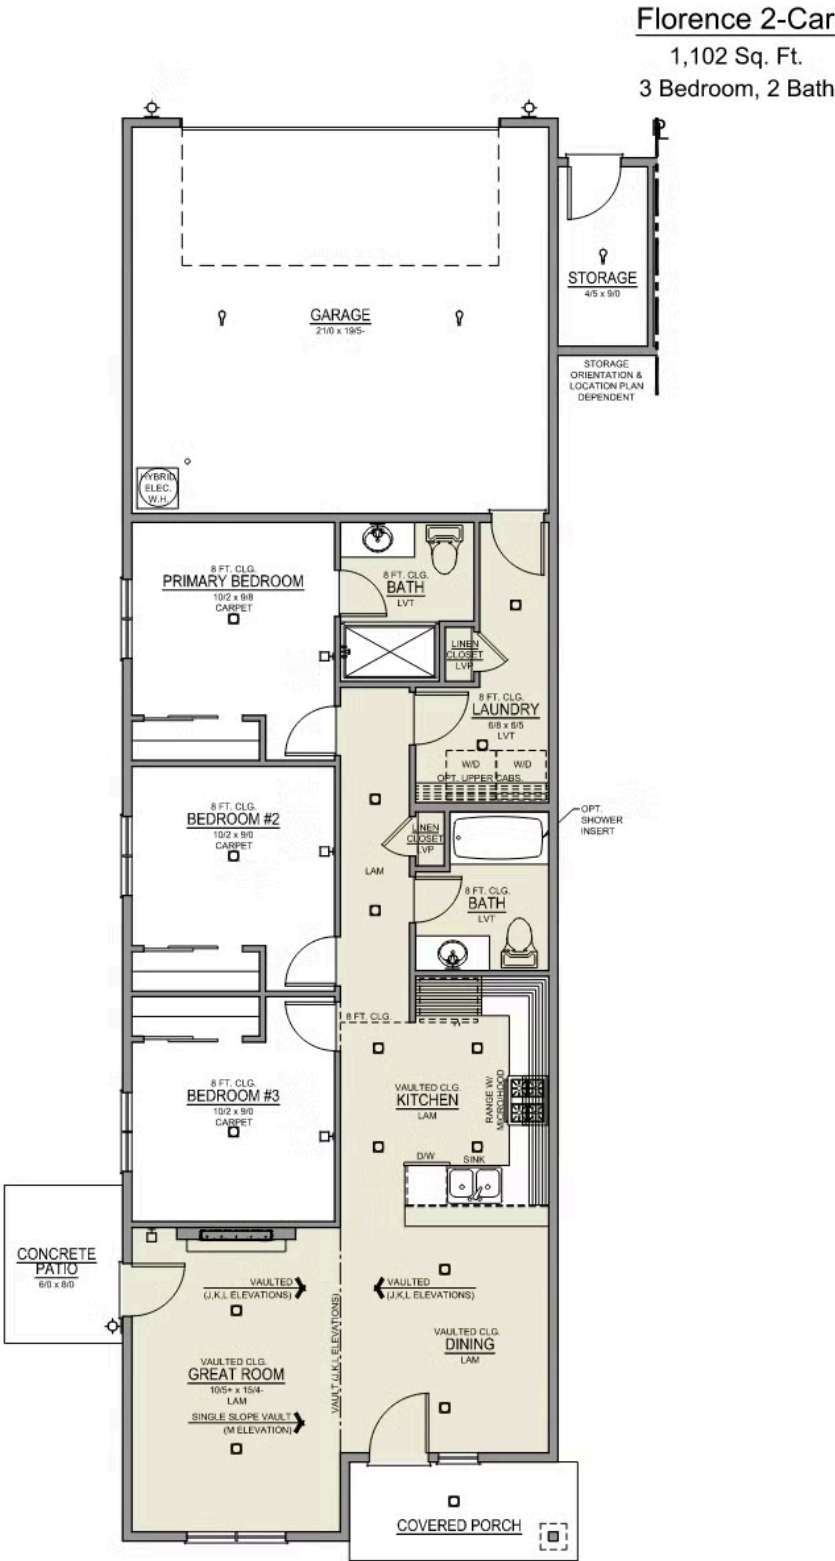 Florence 2-Car
1,102 Sq. Ft.
3 Bedroom, 2 Bath
PL
STORAGE
4/5 x 9/0
GARAGE
21/0 x 19/5-
STORAGE
ORIENTATION &
LOCATION PLAN
DEPENDENT
HYBRID
ELEC.
W.H.
8 FT. CLG.
PRIMARY BEDROOM
10/2 x 9/8
CARPET
8 FT. CLG.
BATH
LVT
LINEN
CLOSET
LVP
8 FT. CLG.
LAUNDRY
6/8 x 6/5
LVT
W/D
W/D
OPT. UPPER CABS.
8 FT. CLG.
BEDROOM #2
10/2 x 9/0
CARPET
LINEN
CLOSET
LVP
OPT.
SHOWER
INSERT
LAM
8 FT. CLG.
BATH
LVT
8 FT. CLG.
8 FT. CLG.
BEDROOM #3
10/2 x 9/0
CARPET
VAULTED CLG.
KITCHEN
LAM
RANGE W/
MICRO/HOOD
D/W
SINK
CONCRETE
PATIO
6/0 x 8/0
VAULTED
(J,K,L ELEVATIONS)
VAULTED
(J,K,L ELEVATIONS)
VAULT (J,K,L ELEVATIONS)
VAULTED CLG.
DINING
LAM
VAULTED CLG.
GREAT ROOM
10/5+ x 15/4-
LAM
SINGLE SLOPE VAULT
(M ELEVATION)
COVERED PORCH